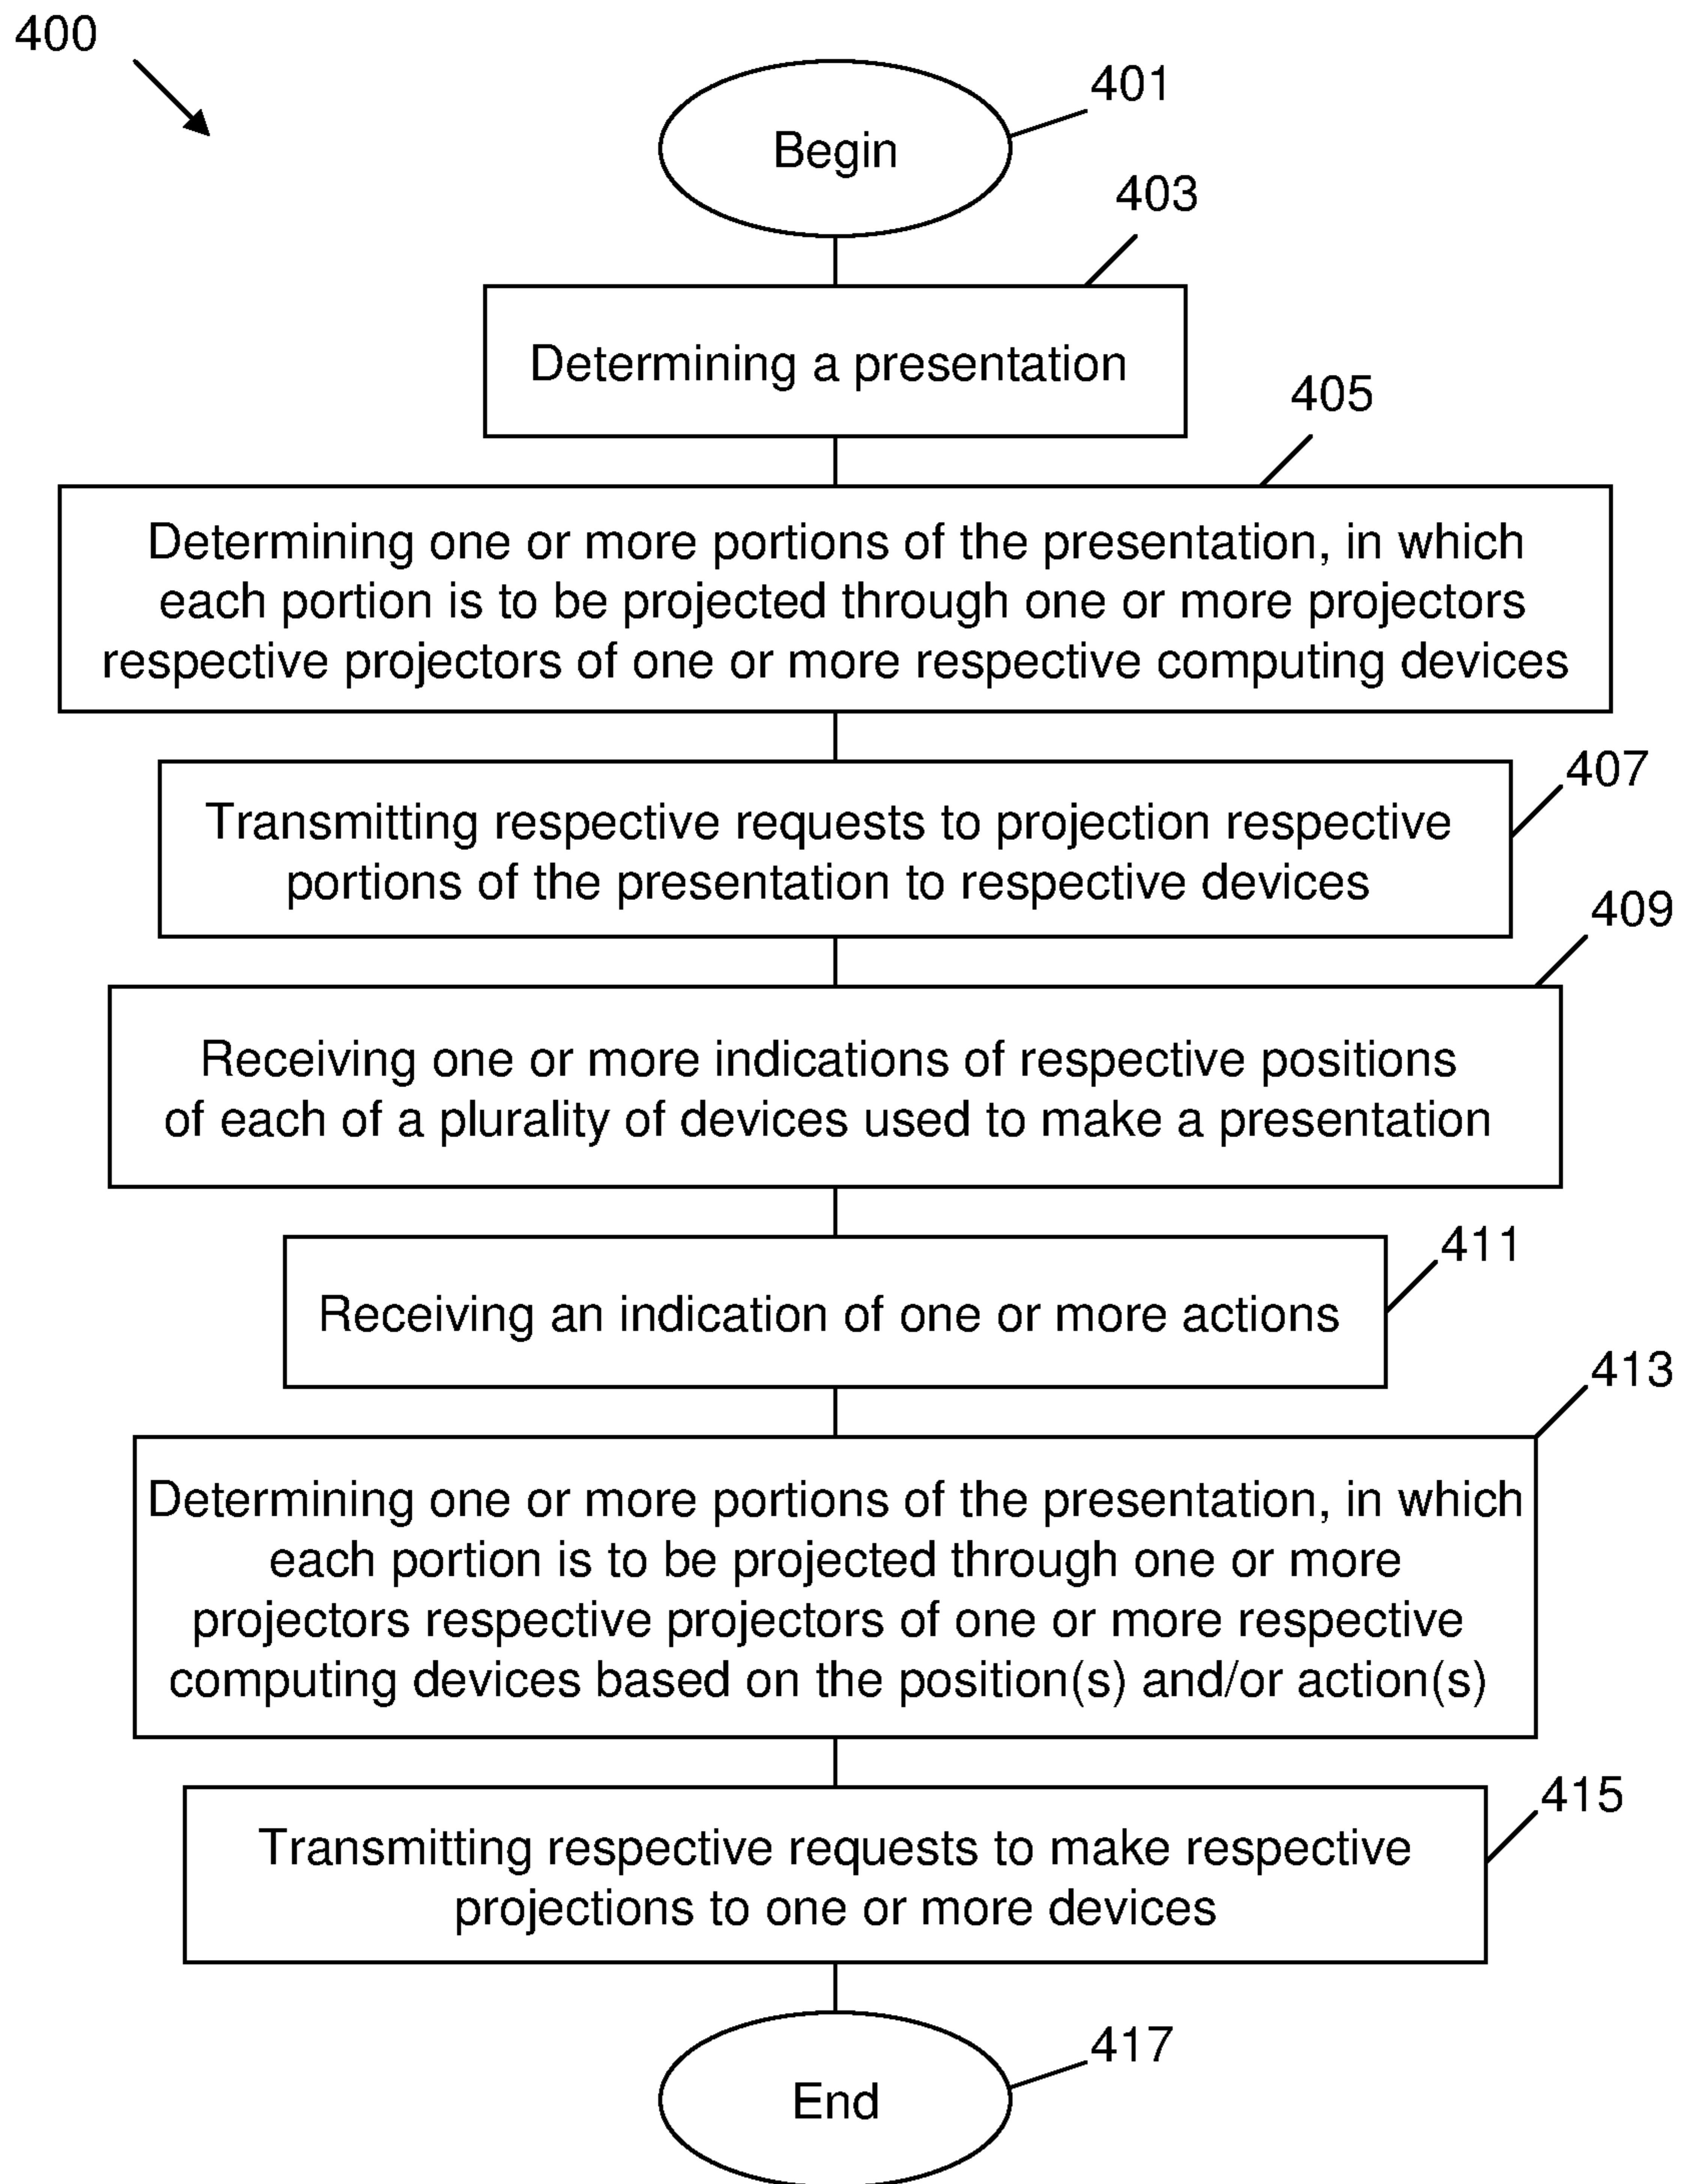 400
401
Begin
403
Determining a presentation
405
Determining one or more portions of the presentation, in which
each portion is to be projected through one or more projectors
respective projectors of one or more respective computing devices
407
Transmitting respective requests to projection respective
portions of the presentation to respective devices
409
Receiving one or more indications of respective positions
of each of a plurality of devices used to make a presentation
411
Receiving an indication of one or more actions
413
Determining one or more portions of the presentation, in which
each portion is to be projected through one or more
projectors respective projectors of one or more respective
computing devices based on the position(s) and/or action(s)
415
Transmitting respective requests to make respective
projections to one or more devices
417
End